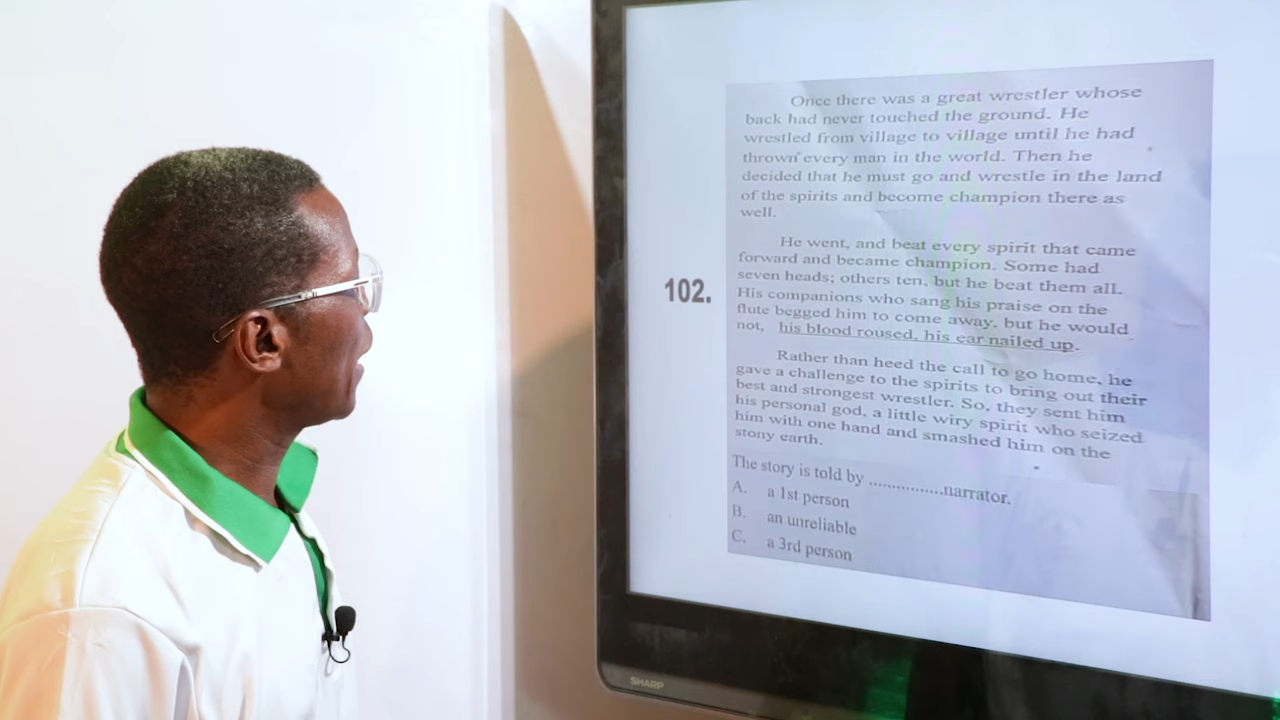 Once there was a great wrestler whose
back had never touched the ground. He
wrestled from village to village until he had
thrown every man in the world. Then he
decided that he must go and wrestle in the land
of the spirits and become champion there as
well.
He went, and beat every spirit that came
forward and became champion. Some had
seven heads; others ten, but he beat them all.
102.
His companions who sang his praise on the
flute begged him to come away, but he would
not, his blood roused, his ear nailed up.
Rather than heed the call to go home, he
gave a challenge to the spirits to bring out their
best and strongest wrestler. So, they sent him
his personal god, a little wiry spirit who seized
him with one hand and smashed him on the
stony earth.
The story is told by .................narrator.
A. a 1st person
B. an unreliable
C. a 3rd person
SHARP